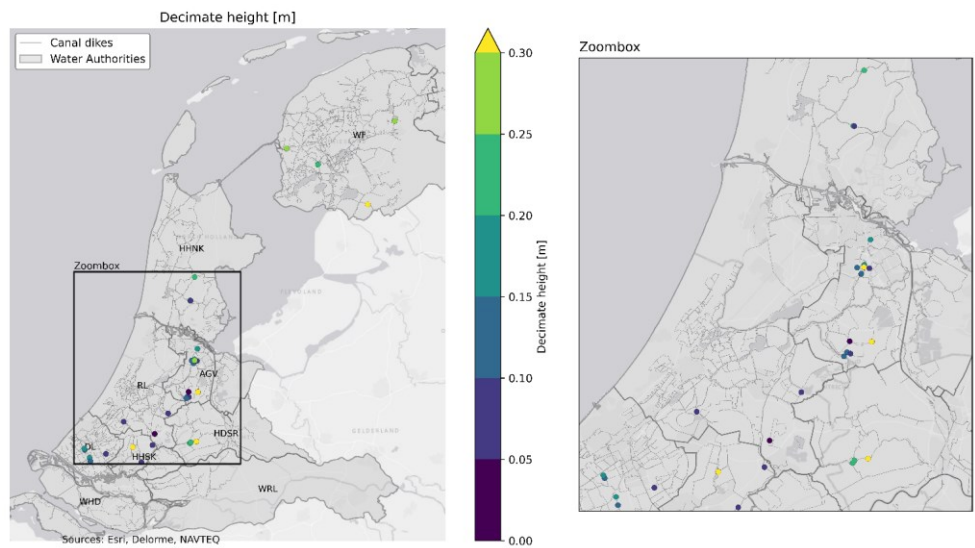 Decimate height [m]
Canal dikes
Water Authorities
WF
HHNK
Zoombox
RL
AGV
HDSR
DL
HHSK
WHD
WRL
GELDERLAND
Sources: Esri, Delorme, NAVTEQ
0.30
0.25
0.20
0.15
0.10
0.05
0.00
Decimate height [m]
Zoombox